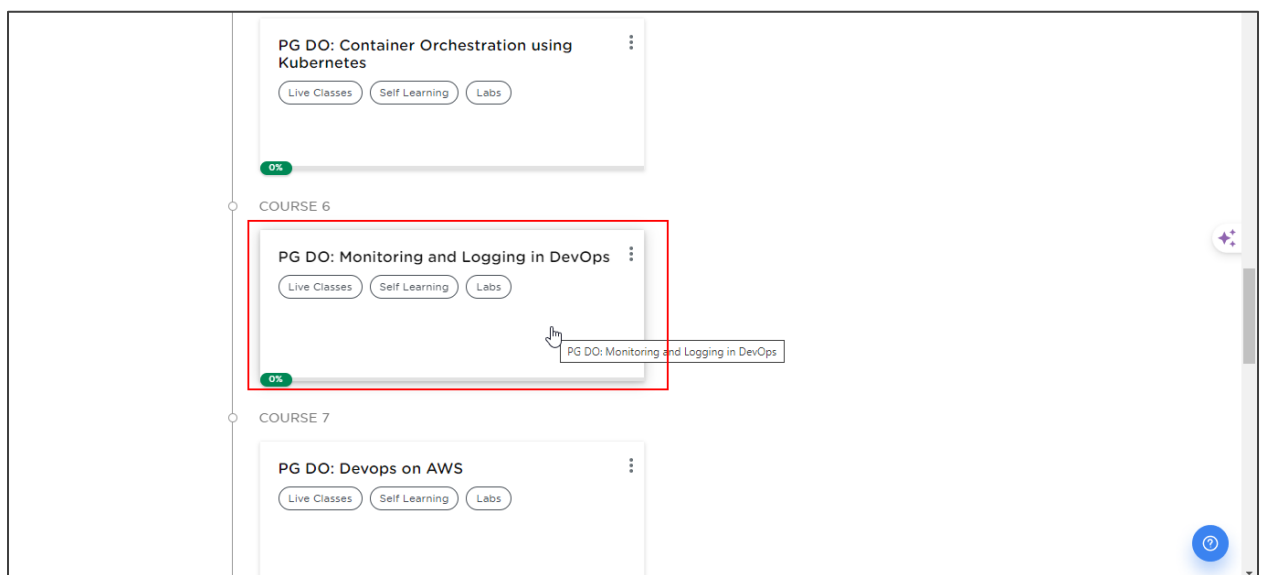 PG DO: Container Orchestration using
Kubernetes
Live Classes Self Learning Labs
0%
COURSE 6
PG DO: Monitoring and Logging in DevOps
Live Classes Self Learning Labs
PG DO: Monitoring and Logging in DevOps
0%
COURSE 7
PG DO: Devops on AWS
Live Classes Self Learning Labs